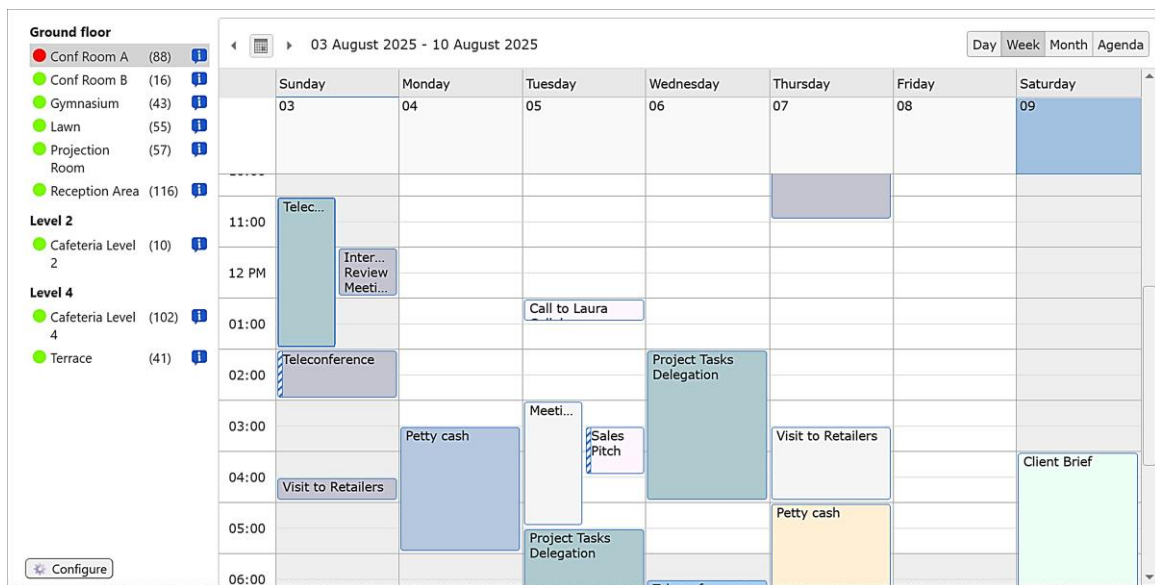 Ground floor
Conf Room A (88)
Conf Room B (16)
Gymnasium (43)
Lawn (55)
Projection
Room
(57)
Reception Area (116)
Level 2
Cafeteria Level
2
(10)
Level 4
Cafeteria Level
4
(102)
Terrace (41)
Configure
03 August 2025 - 10 August 2025
Day Week Month Agenda
Sunday Monday Tuesday Wednesday Thursday Friday Saturday
03 04 05 06 07 08 09
11:00
12 PM
01:00
02:00
03:00
04:00
05:00
06:00
Telec...
Inter...
Review
Meeti...
Teleconference
Visit to Retailers
Petty cash
Call to Laura
Meeti...
Sales
Pitch
Project Tasks
Delegation
Project Tasks
Delegation
Visit to Retailers
Petty cash
Client Brief